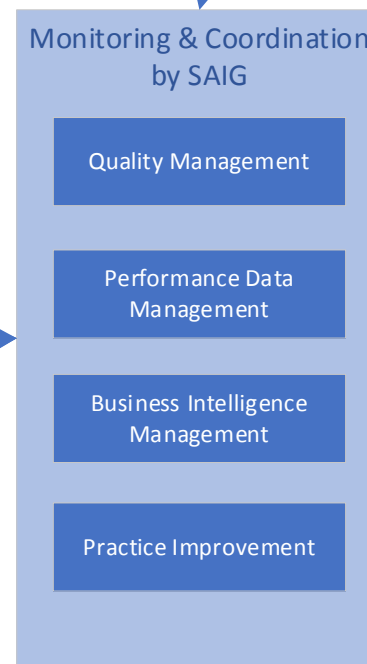 Monitoring & Coordination
by SAIG
Quality Management
Performance Data
Management
Business Intelligence
Management
Practice Improvement